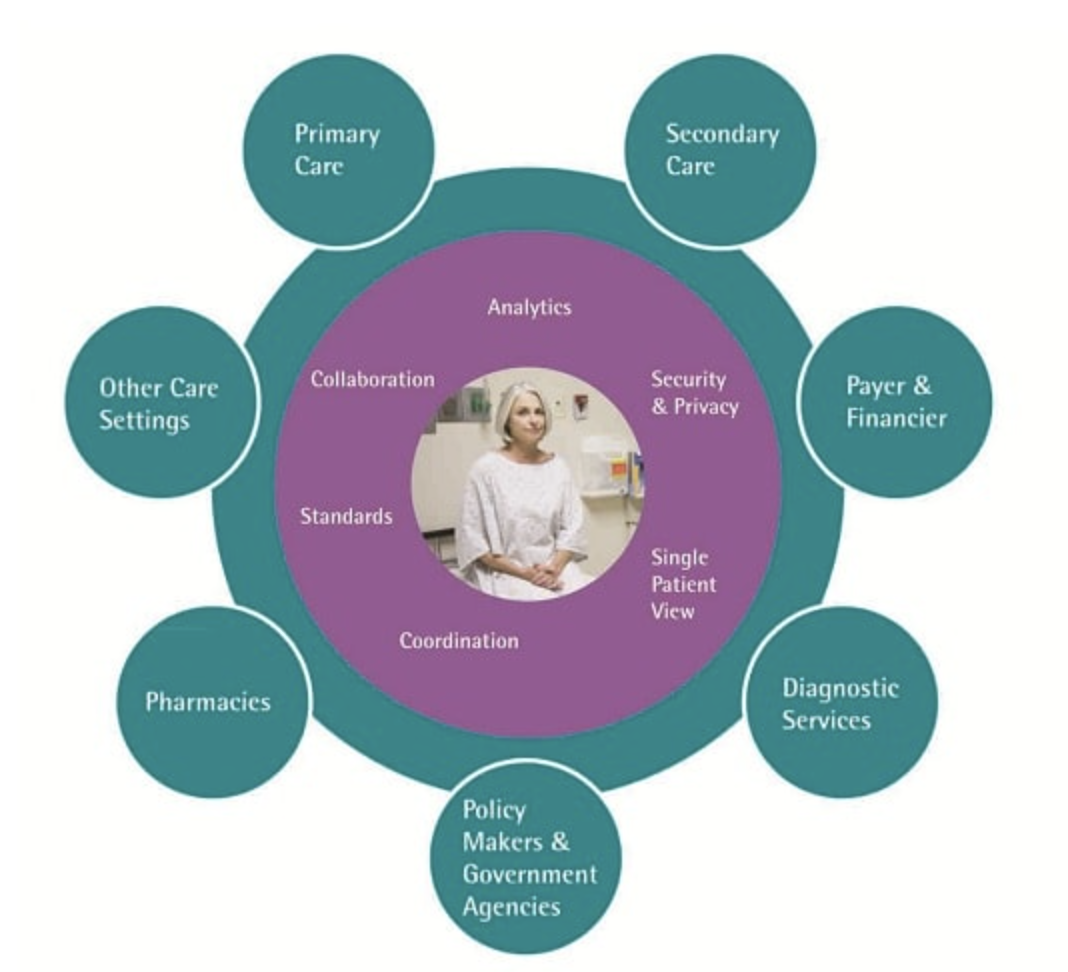 Primary
Care
Secondary
Care
Analytics
Collaboration
Security
& Privacy
Other Care
Settings
Payer &
Financier
Standards
Single
Patient
View
Coordination
Pharmacies
Diagnostic
Services
Policy
Makers &
Government
Agencies